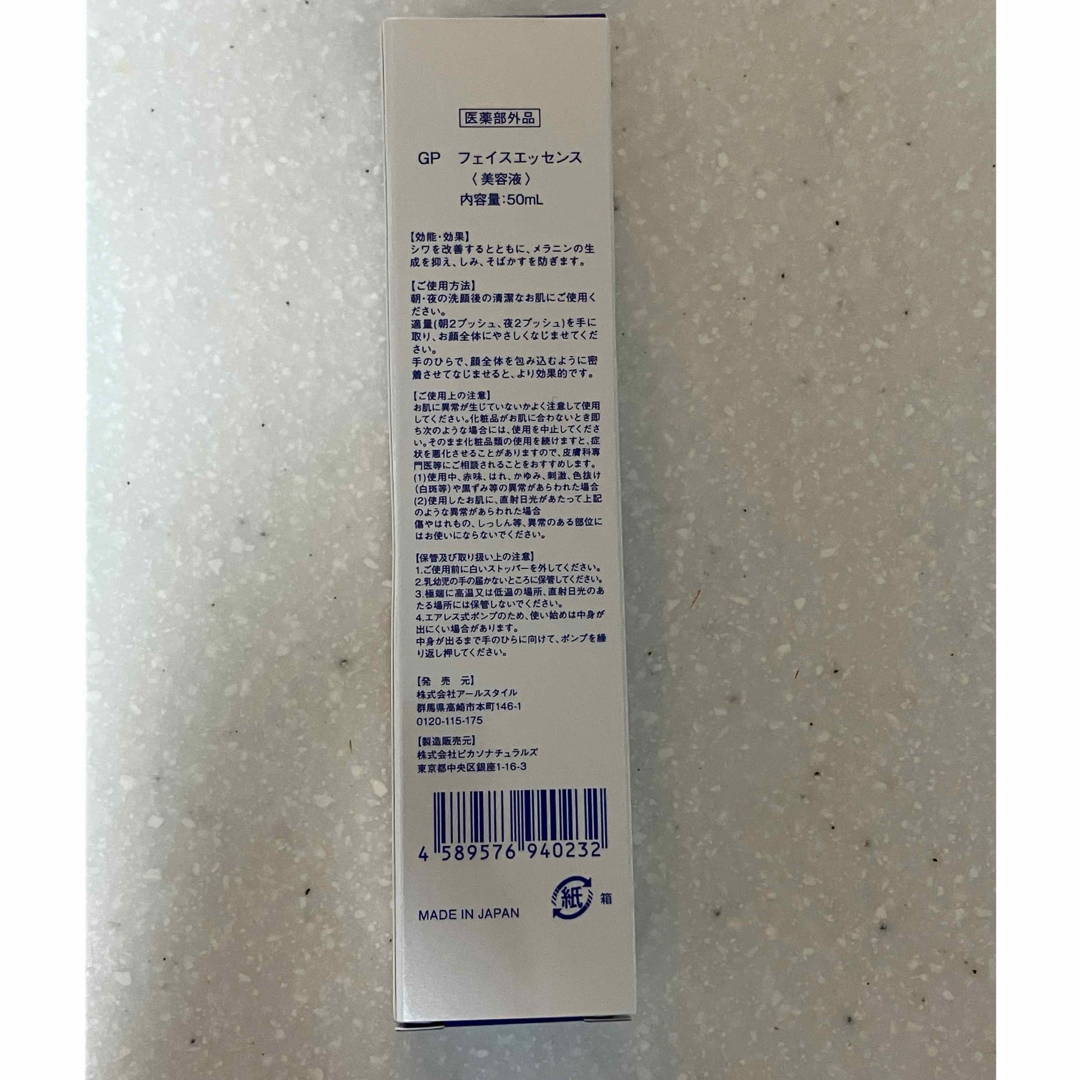 医薬部外品
GP　フェイスエッセンス
〈美容液〉
内容量:50mL
【効能・効果】
シワを改善するとともに、メラニンの生
成を抑え、しみ、そばかすを防ぎます。
【ご使用方法】
朝・夜の洗顔後の清潔なお肌にご使用く
ださい。
適量(朝2プッシュ、夜2プッシュ)を手に
取り、お顔全体にやさしくなじませてくだ
さい。
手のひらで、顔全体を包み込むように密
着させてなじませると、より効果的です。
【ご使用上の注意】
お肌に異常が生じていないかよく注意して使用
してください。化粧品がお肌に合わないとき即
ち次のような場合には、使用を中止してくださ
い。そのまま化粧品類の使用を続けますと、症
状を悪化させることがありますので、皮膚科専
門医等にご相談されることをおすすめします。
(1)使用中、赤味、はれ、かゆみ、刺激、色抜け
(白斑等)や黒ずみ等の異常があらわれた場合
(2)使用したお肌に、直射日光があたって上記
のような異常があらわれた場合
傷やはれもの、しっしん等、異常のある部位に
はお使いにならないでください。
【保管及び取り扱い上の注意】
1.ご使用前に白いストッパーを外してください。
2.乳幼児の手の届かないところに保管してください。
3.極端に高温又は低温の場所、直射日光のあ
たる場所には保管しないでください。
4.エアレス式ポンプのため、使い始めは中身が
出にくい場合があります。
中身が出るまで手のひらに向けて、ポンプを繰
り返し押してください。
【発　売　元】
株式会社アールスタイル
群馬県高崎市本町146-1
0120-115-175
【製造販売元】
株式会社ピカソナチュラルズ
東京都中央区銀座1-16-3
4 589576 940232
MADE IN JAPAN
紙 箱